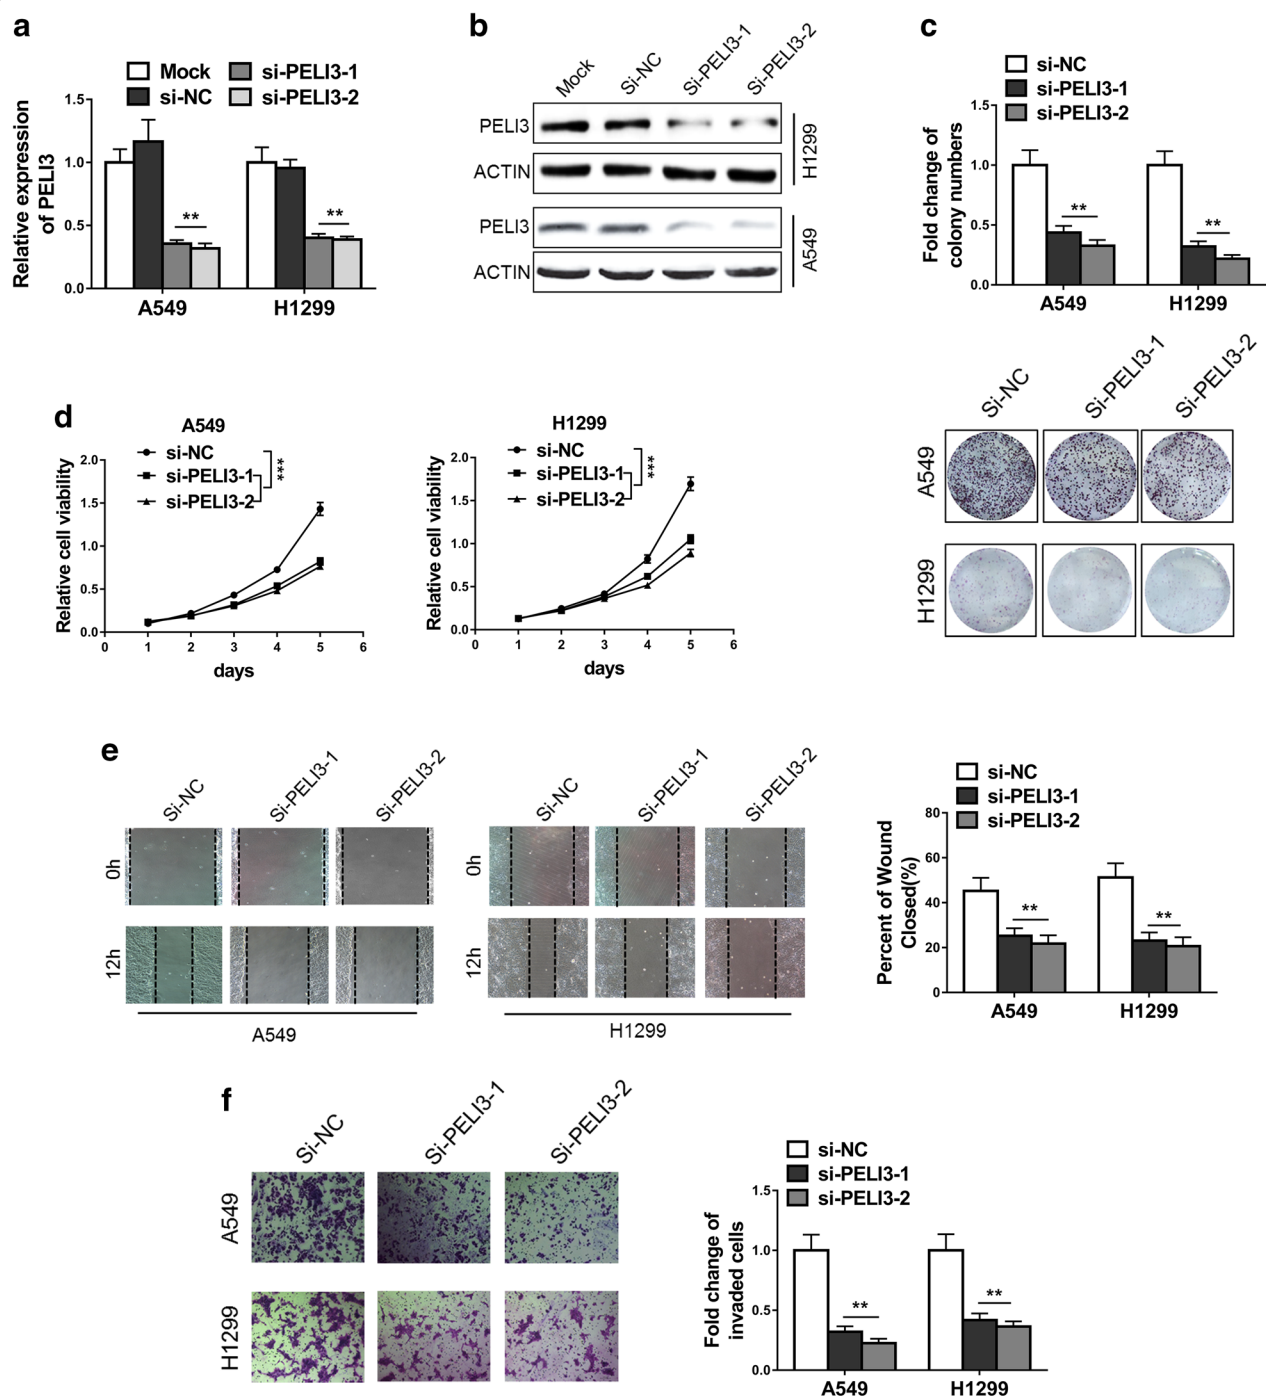 a
Mock
si-PELI3-1
si-NC
si-PELI3-2
Relative expression
of PELI3
1.5
1.0
0.5
0.0
**
**
A549
H1299
b
Mock
Si-NC
Si-PELI3-1
Si-PELI3-2
PELI3
ACTIN
H1299
PELI3
ACTIN
A549
c
si-NC
si-PELI3-1
si-PELI3-2
Fold change of
colony numbers
1.5
1.0
0.5
0.0
**
**
A549
H1299
Si-NC
Si-PELI3-1
Si-PELI3-2
A549
H1299
d
A549
si-NC
si-PELI3-1
si-PELI3-2
***
Relative cell viability
2.0
1.5
1.0
0.5
0.0
0 1 2 3 4 5 6
days
H1299
si-NC
si-PELI3-1
si-PELI3-2
***
Relative cell viability
2.0
1.5
1.0
0.5
0.0
0 1 2 3 4 5 6
days
e
Si-NC
Si-PELI3-1
Si-PELI3-2
0h
12h
A549
Si-NC
Si-PELI3-1
Si-PELI3-2
0h
12h
H1299
si-NC
si-PELI3-1
si-PELI3-2
Percent of Wound
Closed(%)
80
60
40
20
0
**
**
A549
H1299
f
Si-NC
Si-PELI3-1
Si-PELI3-2
A549
H1299
si-NC
si-PELI3-1
si-PELI3-2
Fold change of
invaded cells
1.5
1.0
0.5
0.0
**
**
A549
H1299